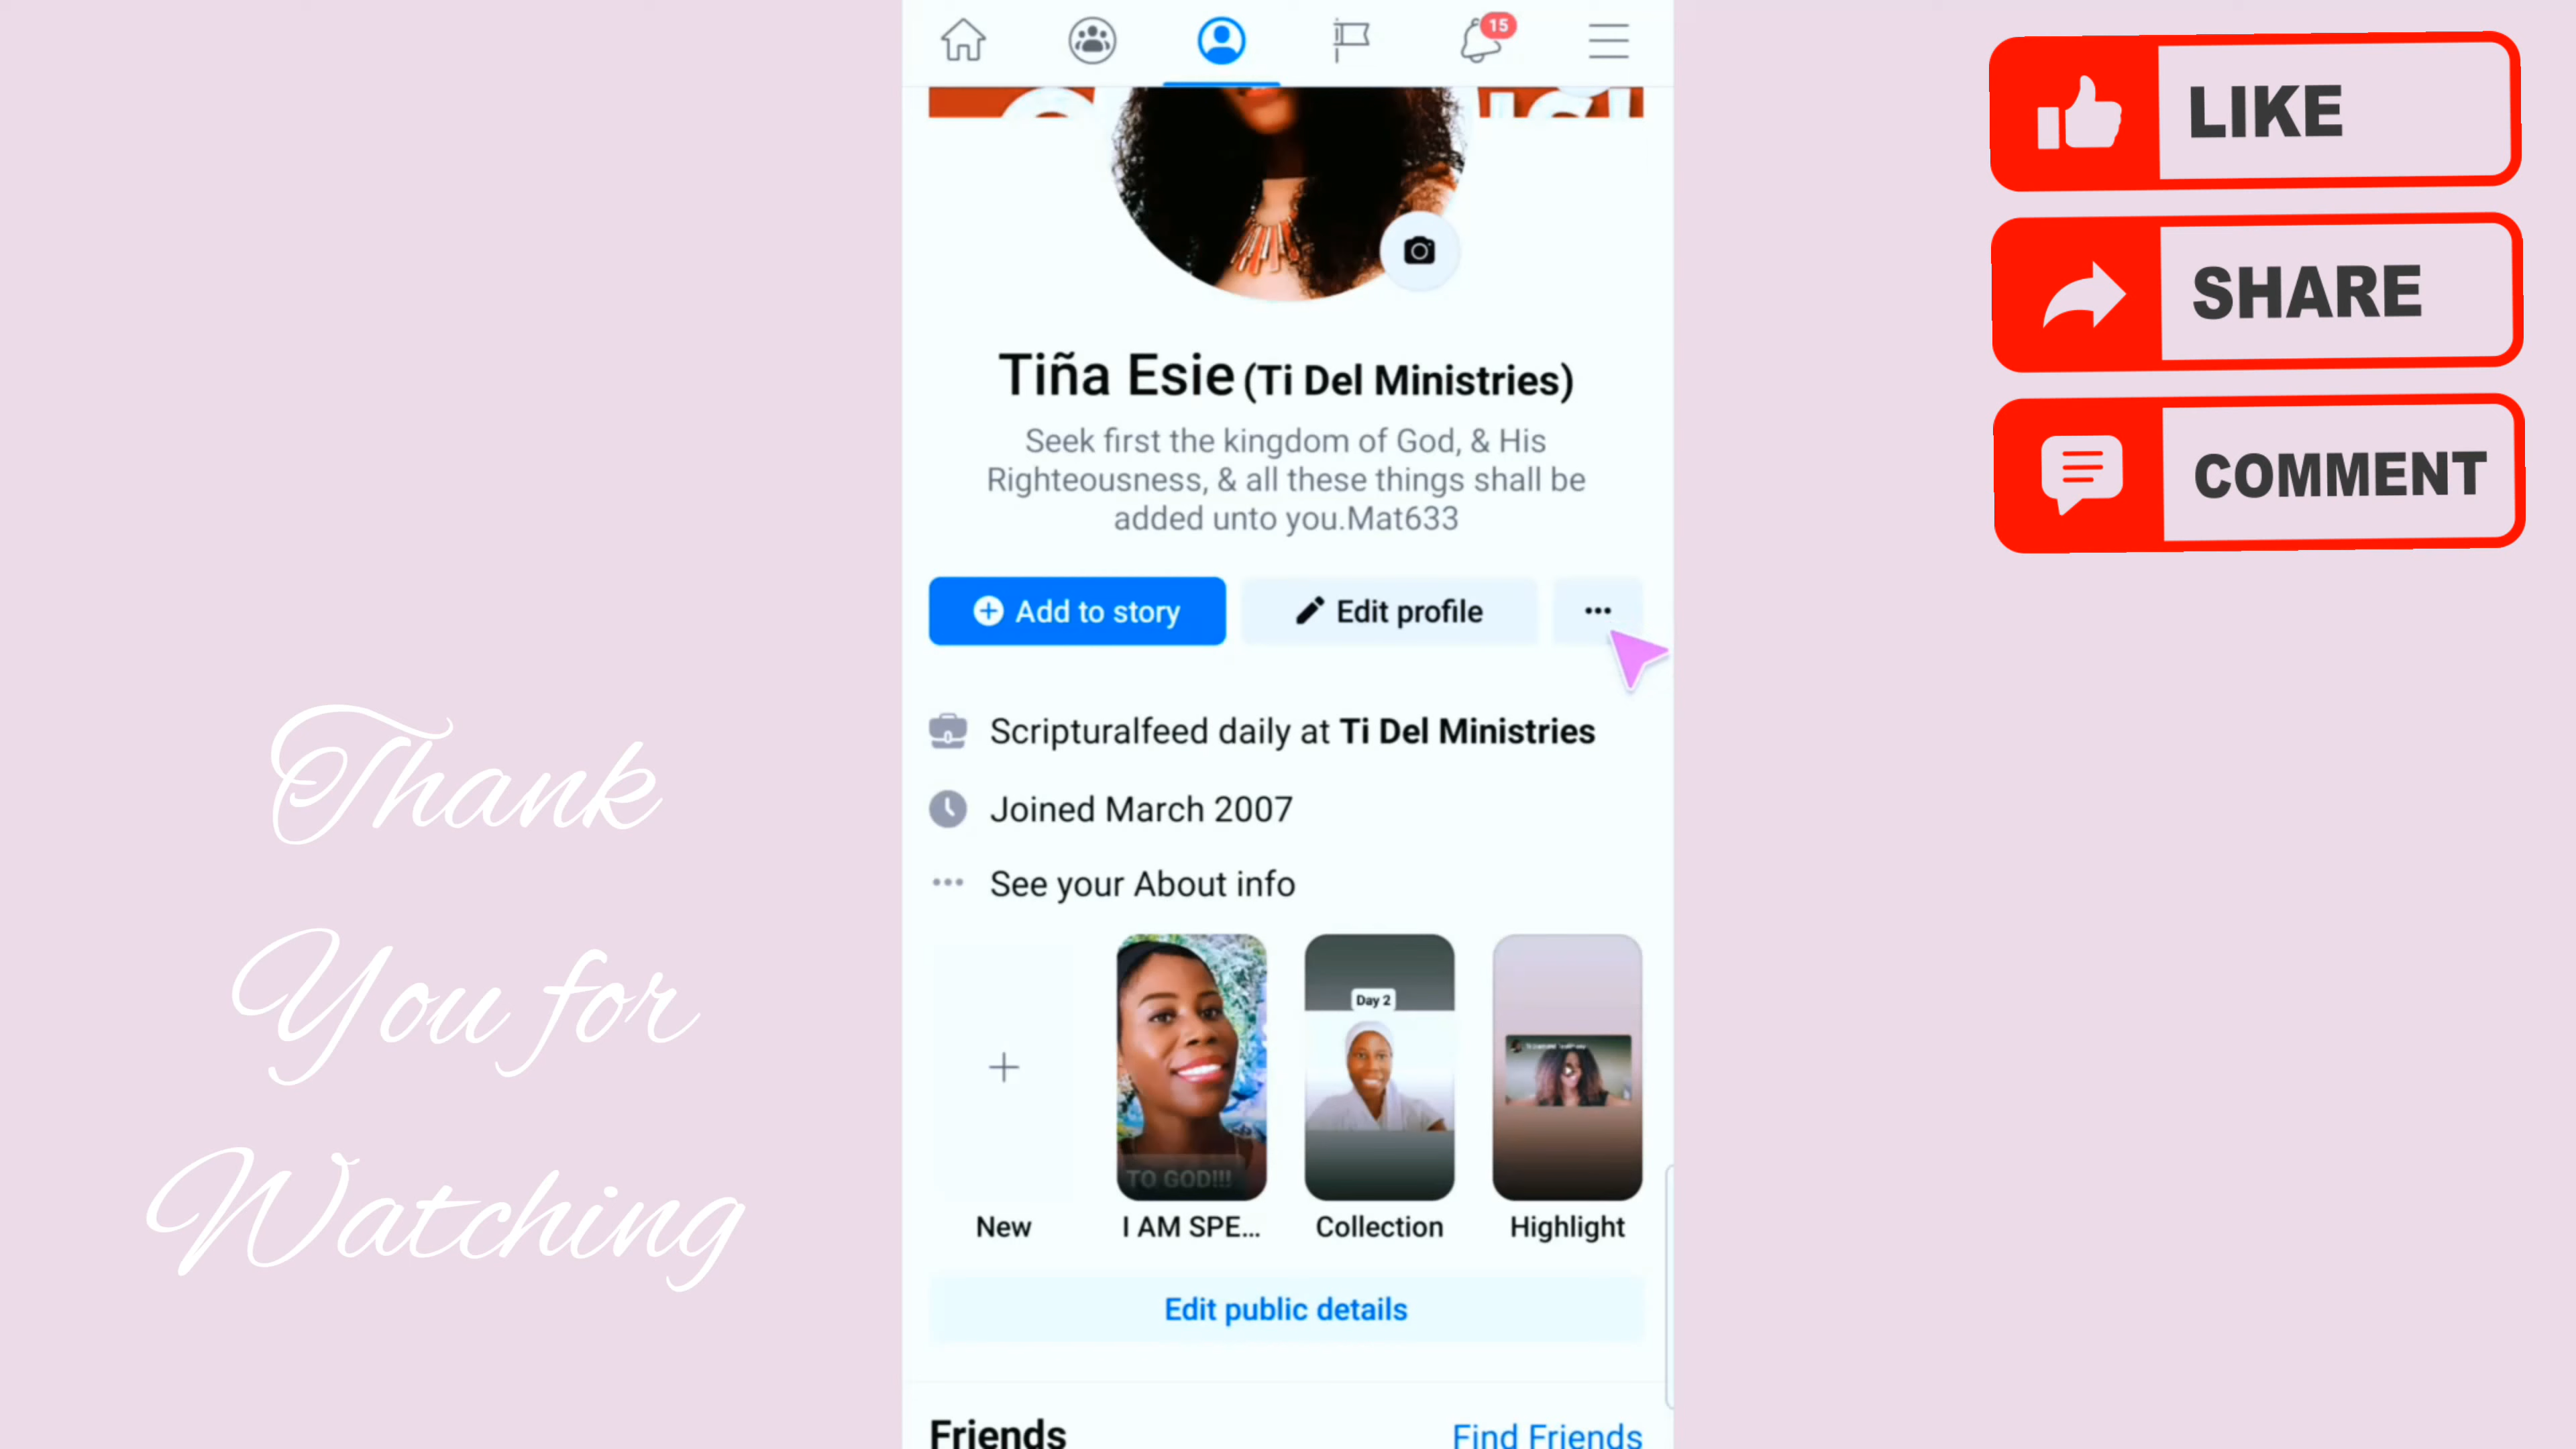 15
Tiña Esie (Ti Del Ministries)
Seek first the kingdom of God, & His
Righteousness, & all these things shall be
added unto you.Mat633
Add to story
Edit profile
Scripturalfeed daily at Ti Del Ministries
Joined March 2007
See your About info
Day 2
TO GOD!!!
New
I AM SPE...
Collection
Highlight
Edit public details
Friends
Find Friends
LIKE
SHARE
COMMENT
Thank
You for
Watching